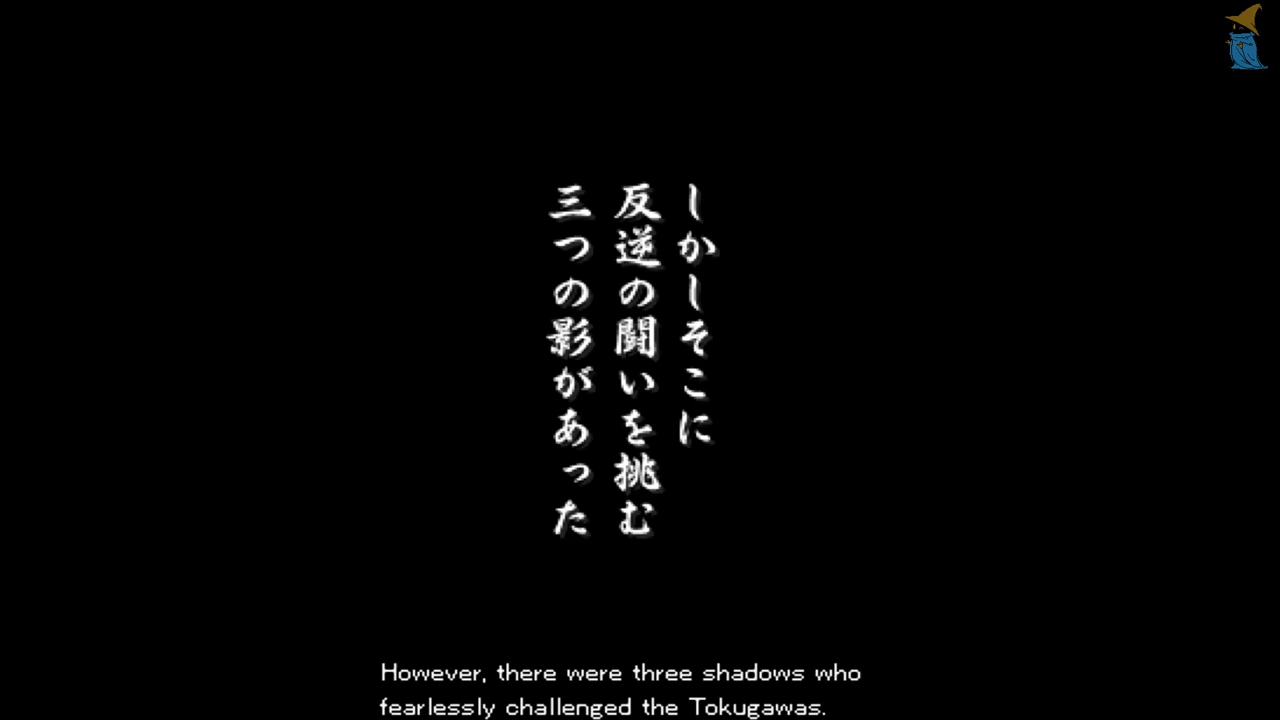 しかしそこに
反逆の闘いを挑む
三つの影があった
However, there were three shadows who
fearlessly challenged the Tokugawas.